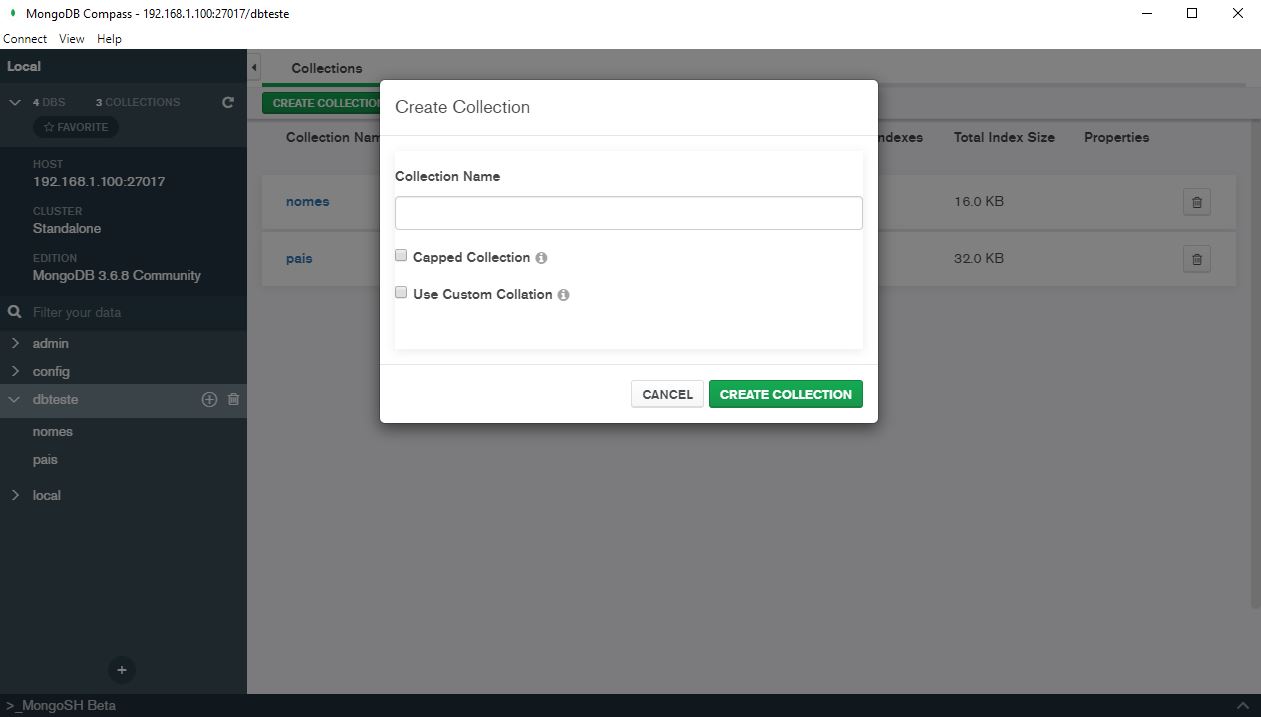 MongoDB Compass - 192.168.1.100:27017/dbteste
Connect View Help
Local
Collections
4 DBS 3 COLLECTIONS
FAVORITE
CREATE COLLECTION
HOST
192.168.1.100:27017
CLUSTER
Standalone
EDITION
MongoDB 3.6.8 Community
Filter your data
admin
config
dbteste
nomes
pais
local
Collection Nam
ndexes
Total Index Size
Properties
nomes
16.0 KB
pais
32.0 KB
Create Collection
Collection Name
Capped Collection
Use Custom Collation
CANCEL
CREATE COLLECTION
>_MongoSH Beta